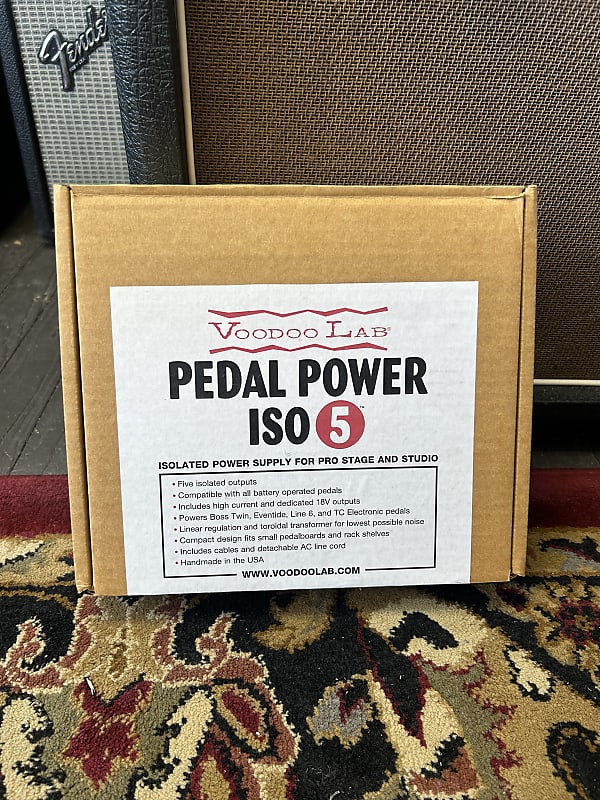 Fender
VOODOO LAB®
PEDAL POWER
ISO 5™
ISOLATED POWER SUPPLY FOR PRO STAGE AND STUDIO
• Five isolated outputs
• Compatible with all battery operated pedals
• Includes high current and dedicated 18V outputs
• Powers Boss Twin, Eventide, Line 6, and TC Electronic pedals
• Linear regulation and toroidal transformer for lowest possible noise
• Compact design fits small pedalboards and rack shelves
• Includes cables and detachable AC line cord
• Handmade in the USA
WWW.VOODOOLAB.COM